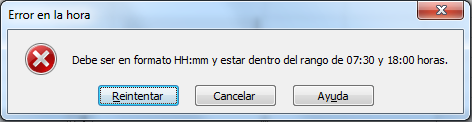 Error en la hora
Debe ser en formato HH:mm y estar dentro del rango de 07:30 y 18:00 horas.
Reintentar Cancelar Ayuda